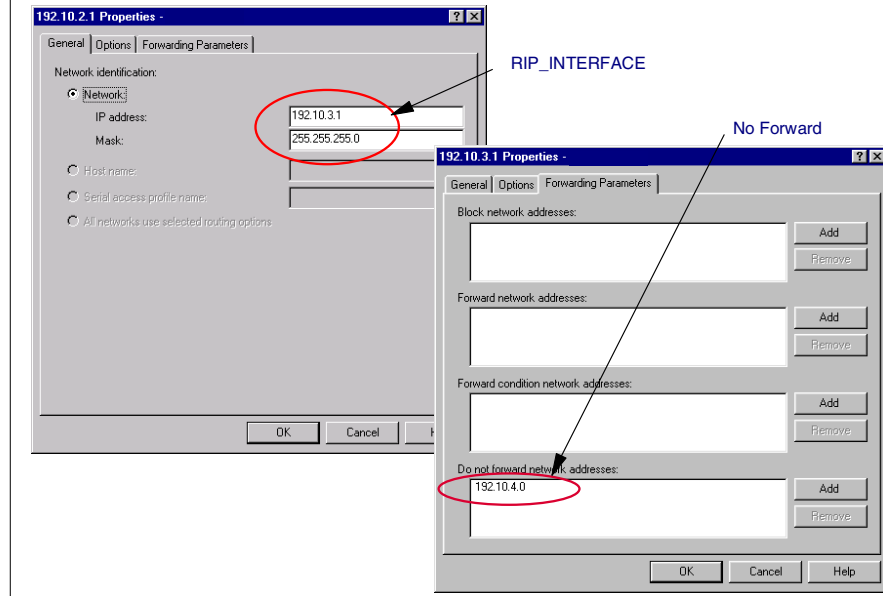 192.10.2.1 Properties -
General Options Forwarding Parameters
Network identification:
Network:
IP address: 192.10.3.1
Mask: 255.255.255.0
Host name:
Serial access profile name:
All networks use selected routing options
OK Cancel
RIP_INTERFACE
No Forward
192.10.3.1 Properties -
General Options Forwarding Parameters
Block network addresses:
Add
Remove
Forward network addresses:
Add
Remove
Forward condition network addresses:
Add
Remove
Do not forward network addresses:
192.10.4.0
Add
Remove
OK Cancel Help